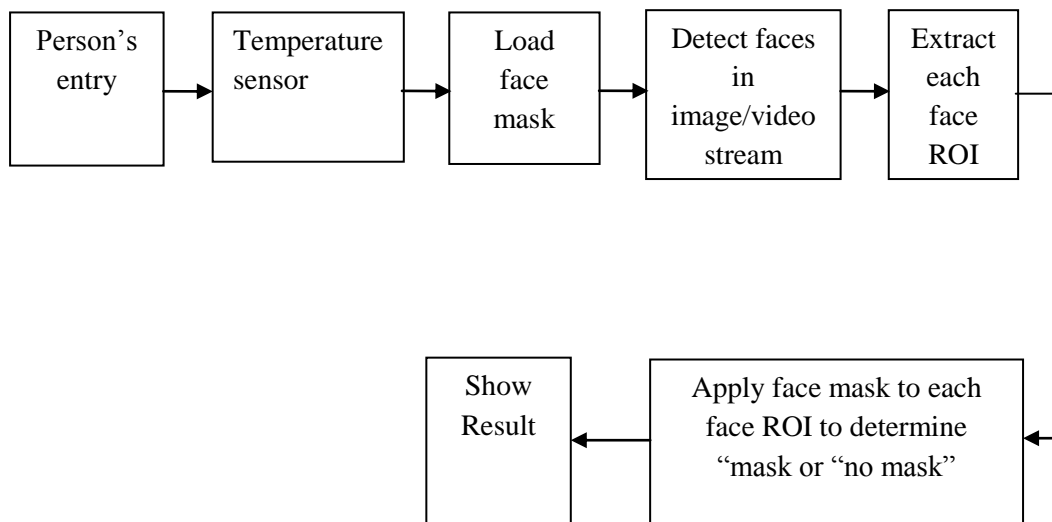 Person’s
entry
Temperature
sensor
Load
face
mask
Detect faces
in
image/video
stream
Extract
each
face
ROI
Show
Result
Apply face mask to each
face ROI to determine
“mask or “no mask”